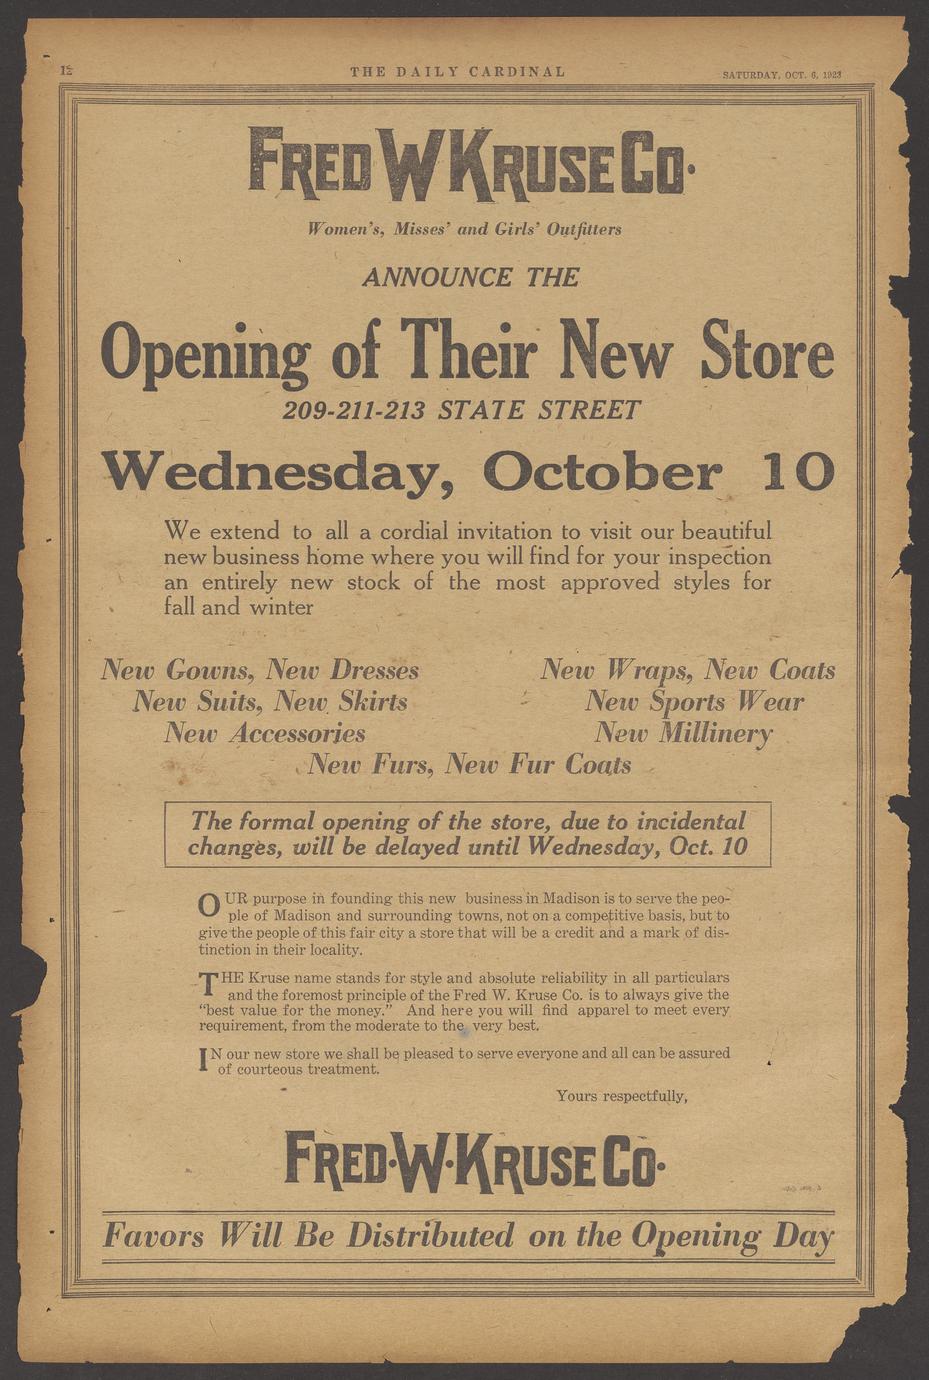 12
THE DAILY CARDINAL
SATURDAY, OCT. 6, 1923
FRED W KRUSE CO.
Women's, Misses' and Girls' Outfitters
ANNOUNCE THE
Opening of Their New Store
209-211-213 STATE STREET
Wednesday, October 10
We extend to all a cordial invitation to visit our beautiful
new business home where you will find for your inspection
an entirely new stock of the most approved styles for
fall and winter
New Gowns, New Dresses
New Suits, New Skirts
New Accessories
New Wraps, New Coats
New Sports Wear
New Millinery
New Furs, New Fur Coats
The formal opening of the store, due to incidental
changes, will be delayed until Wednesday, Oct. 10
OUR purpose in founding this new business in Madison is to serve the peo-
ple of Madison and surrounding towns, not on a competitive basis, but to
give the people of this fair city a store that will be a credit and a mark of dis-
tinction in their locality.
THE Kruse name stands for style and absolute reliability in all particulars
and the foremost principle of the Fred W. Kruse Co. is to always give the
"best value for the money." And here you will find apparel to meet every
requirement, from the moderate to the very best.
IN our new store we shall be pleased to serve everyone and all can be assured
of courteous treatment.
Yours respectfully,
FRED·W·KRUSE CO·
Favors Will Be Distributed on the Opening Day